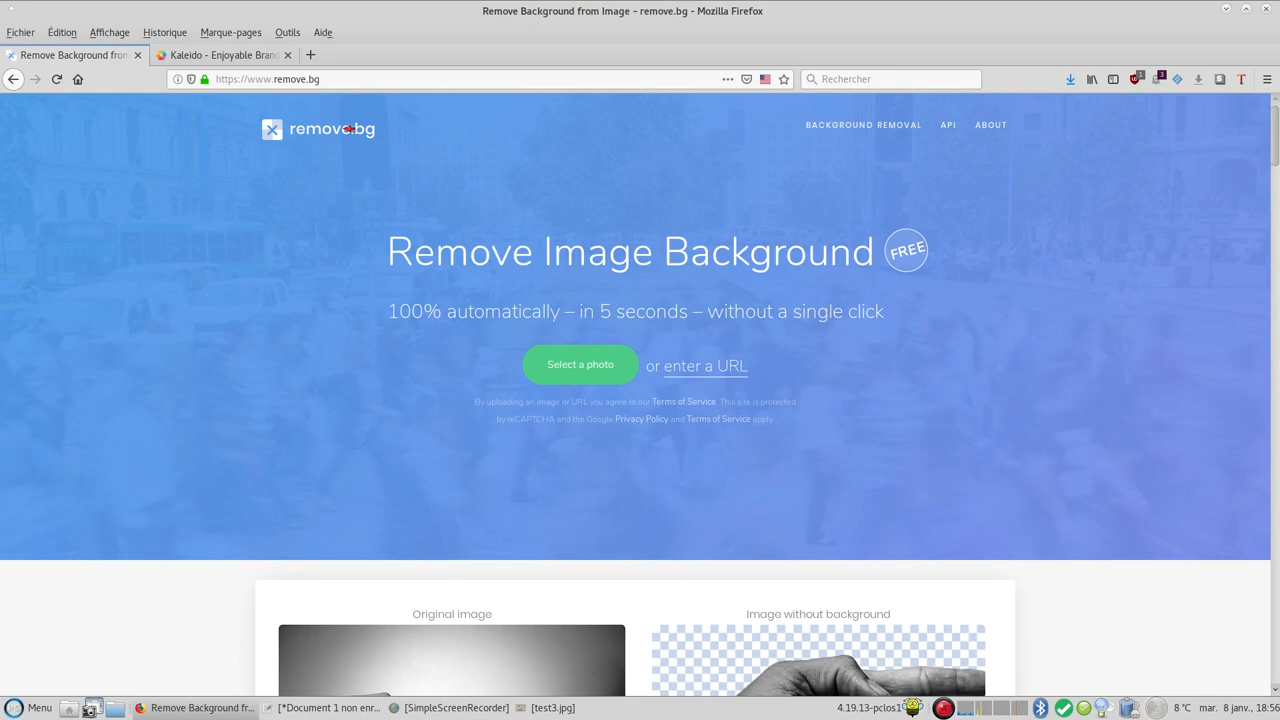 Remove Background from Image – remove.bg - Mozilla Firefox
Fichier Édition Affichage Historique Marque-pages Outils Aide
Remove Background from
Kaleido - Enjoyable Brand
https://www.remove.bg
Rechercher
1
3
remove.bg
BACKGROUND REMOVAL API ABOUT
Remove Image Background FREE
100% automatically – in 5 seconds – without a single click
Select a photo or enter a URL
By uploading an image or URL you agree to our Terms of Service. This site is protected
by reCAPTCHA and the Google Privacy Policy and Terms of Service apply.
Original image
Image without background
Menu
Remove Background fr...
[*Document 1 non enr...
[SimpleScreenRecorder]
[test3.jpg]
4.19.13-pclos1
8 °C
mar. 8 janv., 18:56